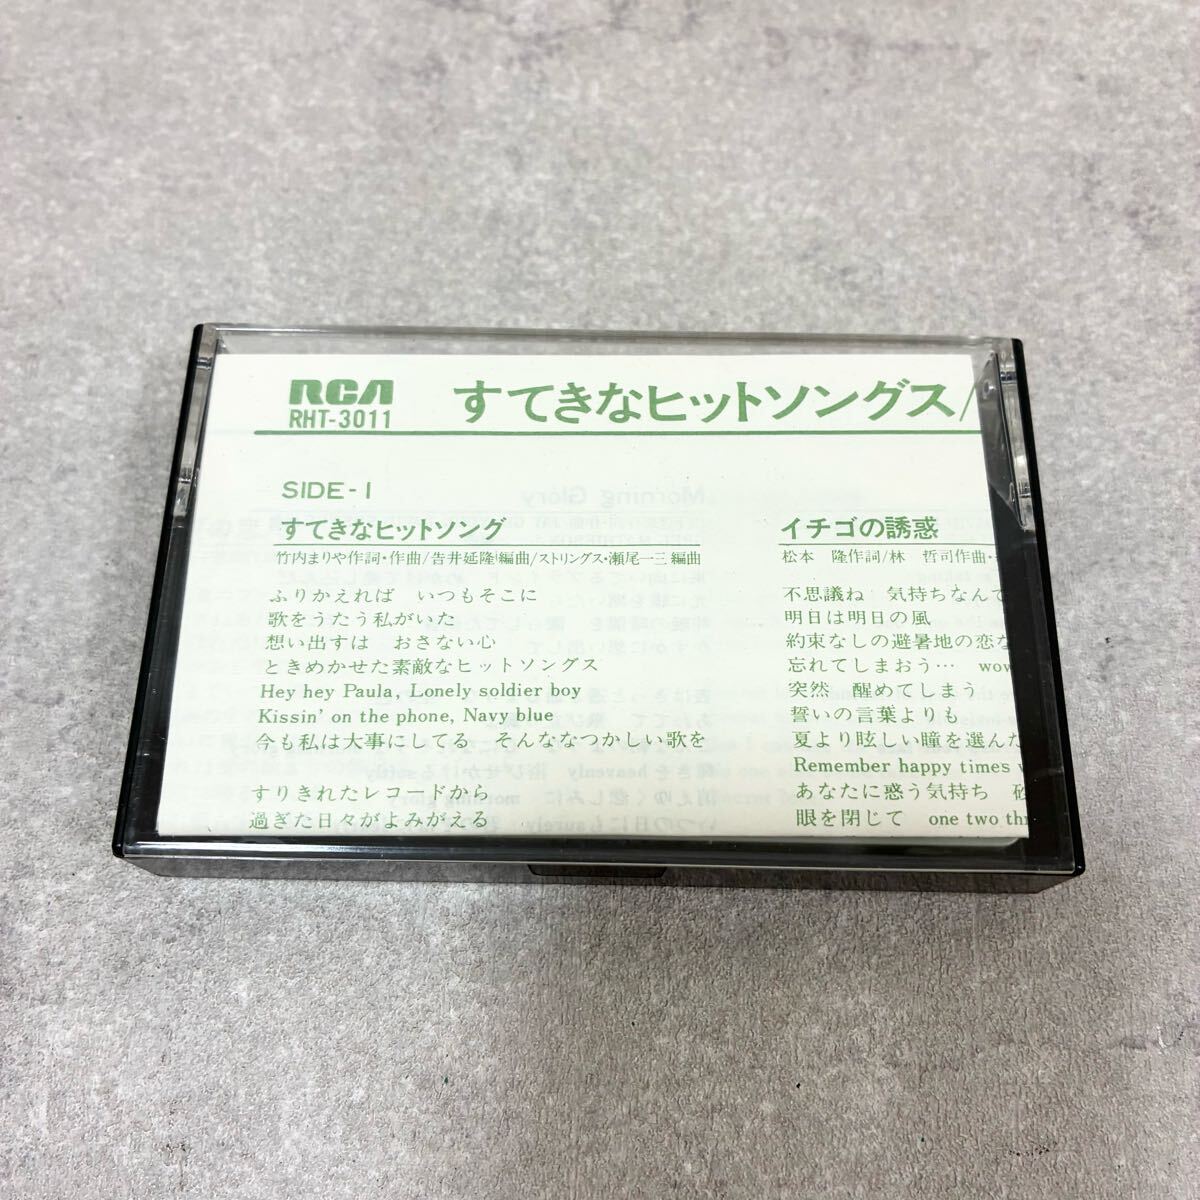 RCA
RHT-3011
すてきなヒットソングス/
SIDE-1
すてきなヒットソング
竹内まりや作詞・作曲/告井延隆編曲/ストリングス・瀬尾一三編曲
ふりかえれば いつもそこに
歌をうたう私がいた
想い出すは おさない心
ときめかせた素敵なヒットソングス
Hey hey Paula, Lonely soldier boy
Kissin' on the phone, Navy blue
今も私は大事にしてる そんななつかしい歌を
すりきれたレコードから
過ぎた日々がよみがえる
イチゴの誘惑
松本 隆作詞/林 哲司作曲・
不思議ね 気持ちなんて
明日は明日の風
約束なしの避暑地の恋な
忘れてしまおう… wow
突然 醒めてしまう
誓いの言葉よりも
夏より眩しい瞳を選んだ
Remember happy times
あなたに惑う気持ち 砂
眼を閉じて one two thr
Morning Glory